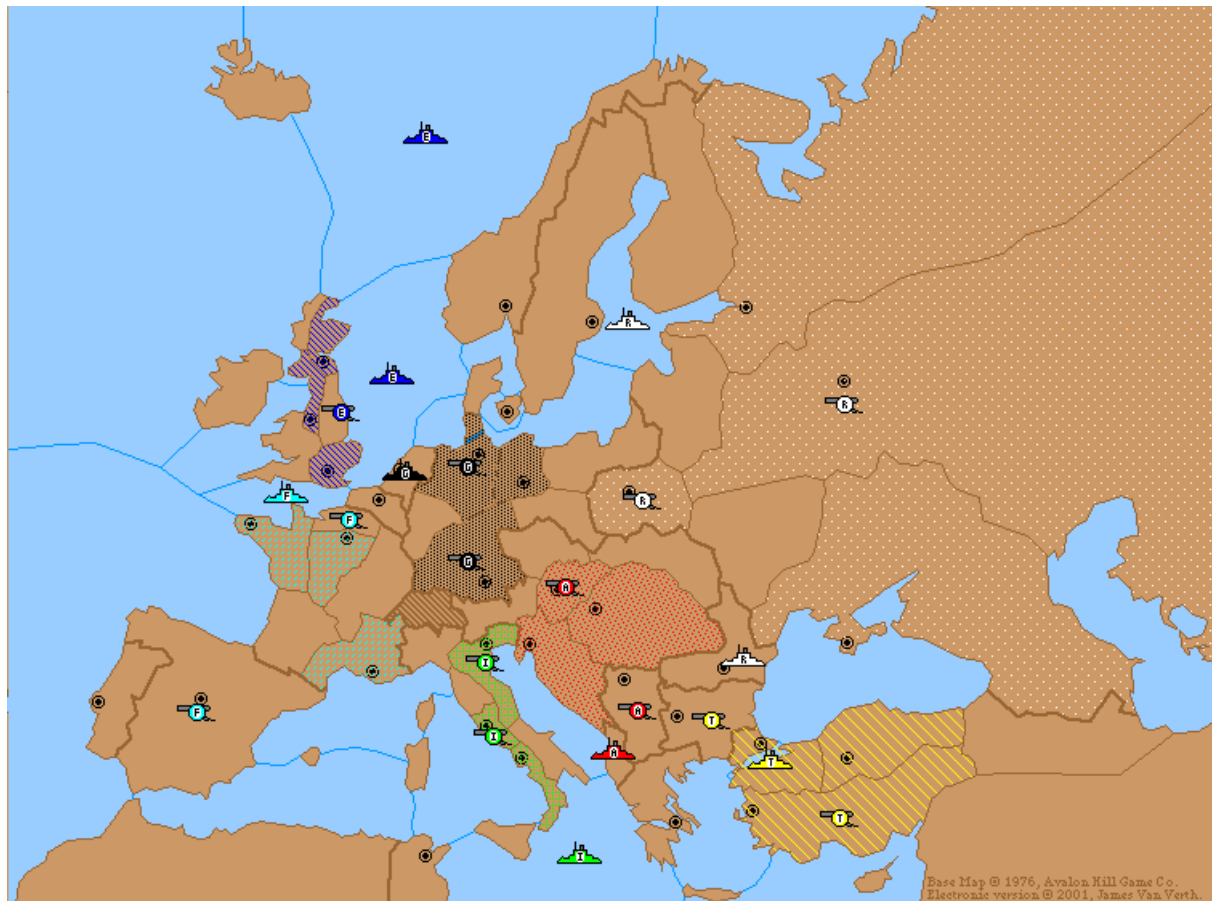 E
R
E
R
E
G
G
F
R
F
G
A
R
I
F
A
T
I
A
T
T
I
Base Map © 1976, Avalon Hill Game Co.
Electronic version © 2001, James Van Verth.